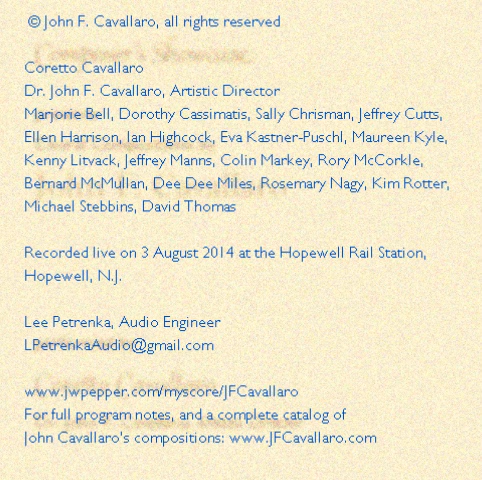 © John F. Cavallaro, all rights reserved
Coretto Cavallaro
Dr. John F. Cavallaro, Artistic Director
Marjorie Bell, Dorothy Cassimatis, Sally Chrisman, Jeffrey Cutts,
Ellen Harrison, Ian Highcock, Eva Kastner-Puschl, Maureen Kyle,
Kenny Litvack, Jeffrey Manns, Colin Markey, Rory McCorkle,
Bernard McMullan, Dee Dee Miles, Rosemary Nagy, Kim Rotter,
Michael Stebbins, David Thomas
Recorded live on 3 August 2014 at the Hopewell Rail Station,
Hopewell, N.J.
Lee Petrenka, Audio Engineer
LPetrenkaAudio@gmail.com
www.jwpepper.com/myscore/JFCavallaro
For full program notes, and a complete catalog of
John Cavallaro's compositions: www.JFCavallaro.com